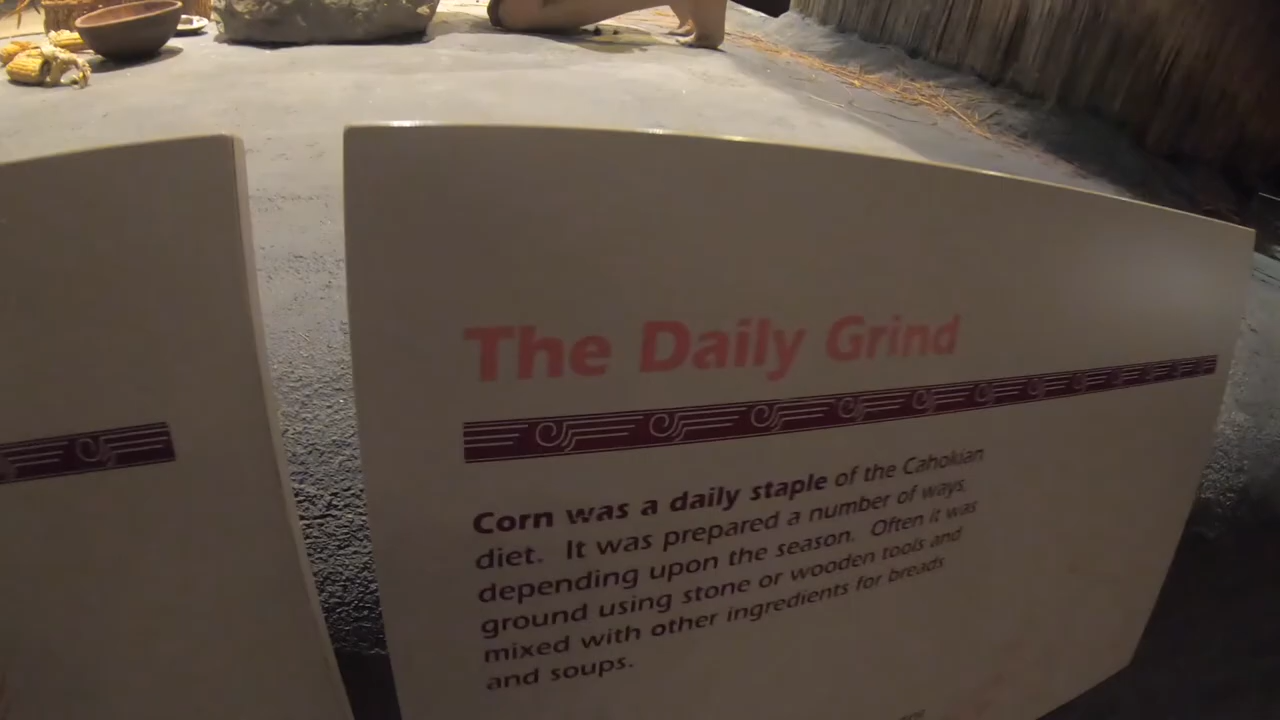 The Daily Grind
Corn was a daily staple of the Cahokian
diet. It was prepared a number of ways,
depending upon the season. Often it was
ground using stone or wooden tools and
mixed with other ingredients for breads
and soups.